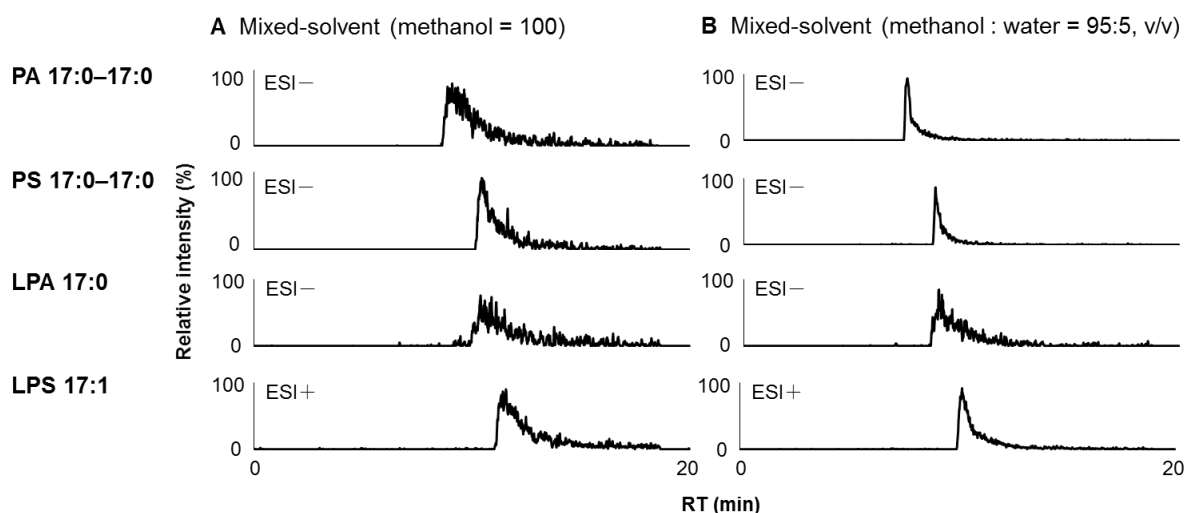 A Mixed-solvent (methanol = 100)
B Mixed-solvent (methanol : water = 95:5, v/v)
PA 17:0–17:0
100
ESI−
0
100
ESI−
0
PS 17:0–17:0
100
ESI−
0
100
ESI−
0
LPA 17:0
100
ESI−
0
100
ESI−
0
LPS 17:1
100
ESI+
0
100
ESI+
0
Relative intensity (%)
0
20
0
20
RT (min)